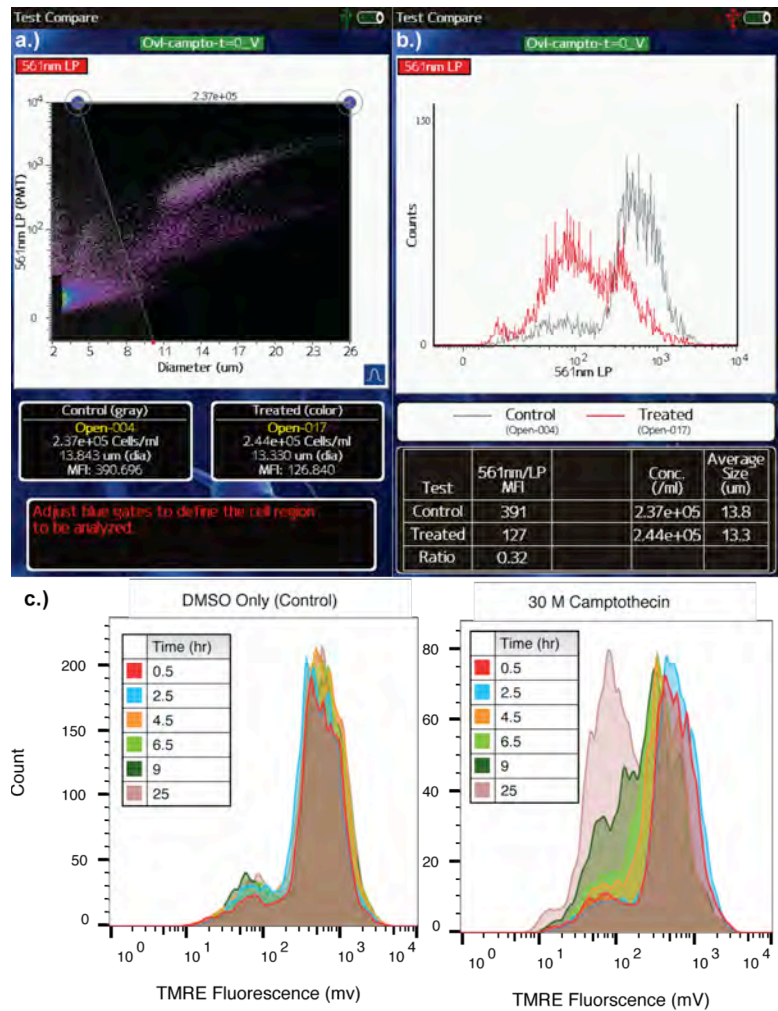 Test Compare
a.)
Ovl-campto-t=0_V
561nm LP
2.37e+05
10⁴
10³
10²
0
561nm LP (PMT)
2 5 8 11 14 17 20 23 26
Diameter (um)
Control (gray)
Open-004
2.37e+05 Cells/ml
13.843 um (dia)
MFI: 390.696
Treated (color)
Open-017
2.44e+05 Cells/ml
13.330 um (dia)
MFI: 126.840
Adjust blue gates to define the cell region
to be analyzed.
Test Compare
b.)
Ovl-campto-t=0_V
561nm LP
150
Counts
0
0 10² 10³ 10⁴
561nm LP
Control
(Open-004)
Treated
(Open-017)
Test 561nm/LP MFI Conc. (/ml) Average Size (um)
Control 391 2.37e+05 13.8
Treated 127 2.44e+05 13.3
Ratio 0.32
c.)
DMSO Only (Control)
Time (hr)
0.5
2.5
4.5
6.5
9
25
200
150
100
50
0
Count
10⁰ 10¹ 10² 10³ 10⁴
TMRE Fluorescence (mv)
30 M Camptothecin
Time (hr)
0.5
2.5
4.5
6.5
9
25
80
60
40
20
0
10⁰ 10¹ 10² 10³ 10⁴
TMRE Fluorscence (mV)